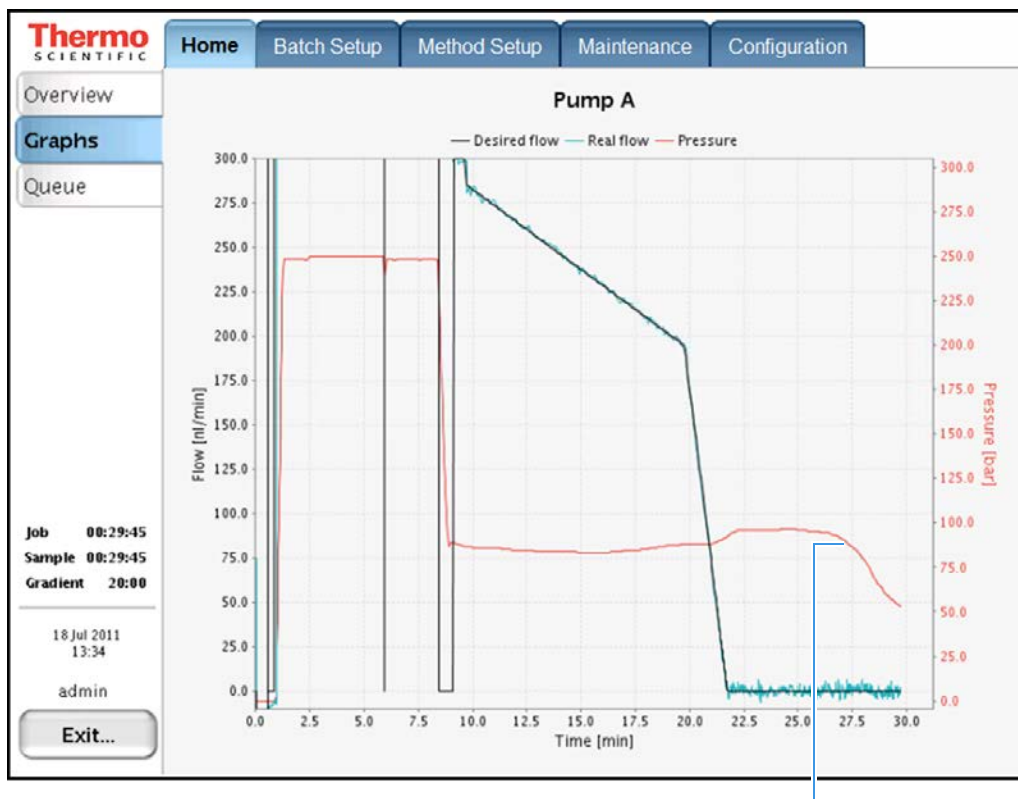 Thermo
SCIENTIFIC
Home
Batch Setup
Method Setup
Maintenance
Configuration
Overview
Graphs
Queue
Pump A
Desired flow
Real flow
Pressure
300.0
275.0
250.0
225.0
200.0
175.0
150.0
125.0
100.0
75.0
50.0
25.0
0.0
Flow [nl/min]
300.0
275.0
250.0
225.0
200.0
175.0
150.0
125.0
100.0
75.0
50.0
25.0
0.0
Pressure [bar]
0.0
2.5
5.0
7.5
10.0
12.5
15.0
17.5
20.0
22.5
25.0
27.5
30.0
Time [min]
Job 00:29:45
Sample 00:29:45
Gradient 20:00
18 Jul 2011
13:34
admin
Exit...